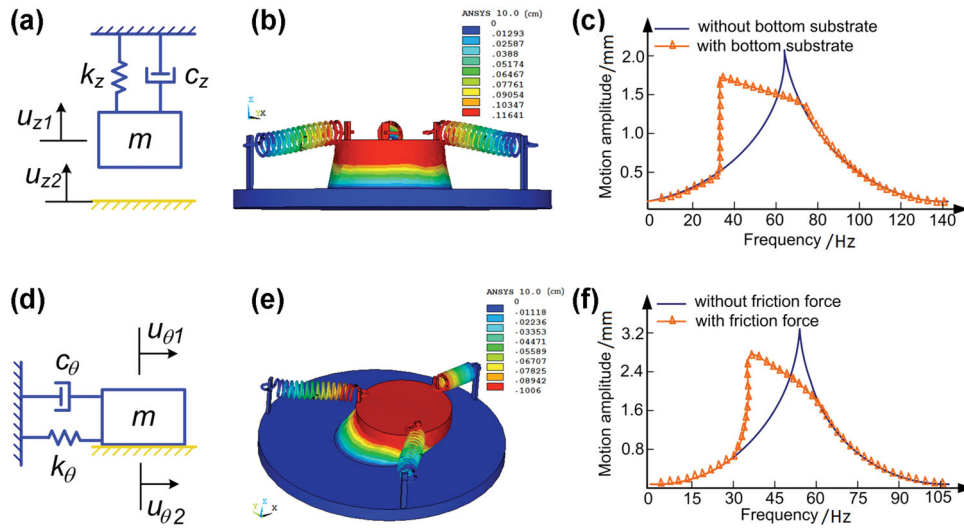 (a)
k_z
c_z
u_z1
m
u_z2
(b)
ANSYS 10.0 (cm)
0
.01293
.02587
.0388
.05174
.06467
.07761
.09054
.10347
.11641
Z
Y X
(c)
without bottom substrate
with bottom substrate
Motion amplitude/mm
2.0
1.5
1.0
0.5
0 20 40 60 80 100 120 140
Frequency /Hz
(d)
u_θ1
c_θ
m
k_θ
u_θ2
(e)
ANSYS 10.0 (cm)
0
.01118
.02236
.03353
.04471
.05589
.06707
.07825
.08942
.1006
Y Z X
(f)
without friction force
with friction force
Motion amplitude/mm
3.2
2.4
1.6
0.8
0 15 30 45 60 75 90 105
Frequency /Hz